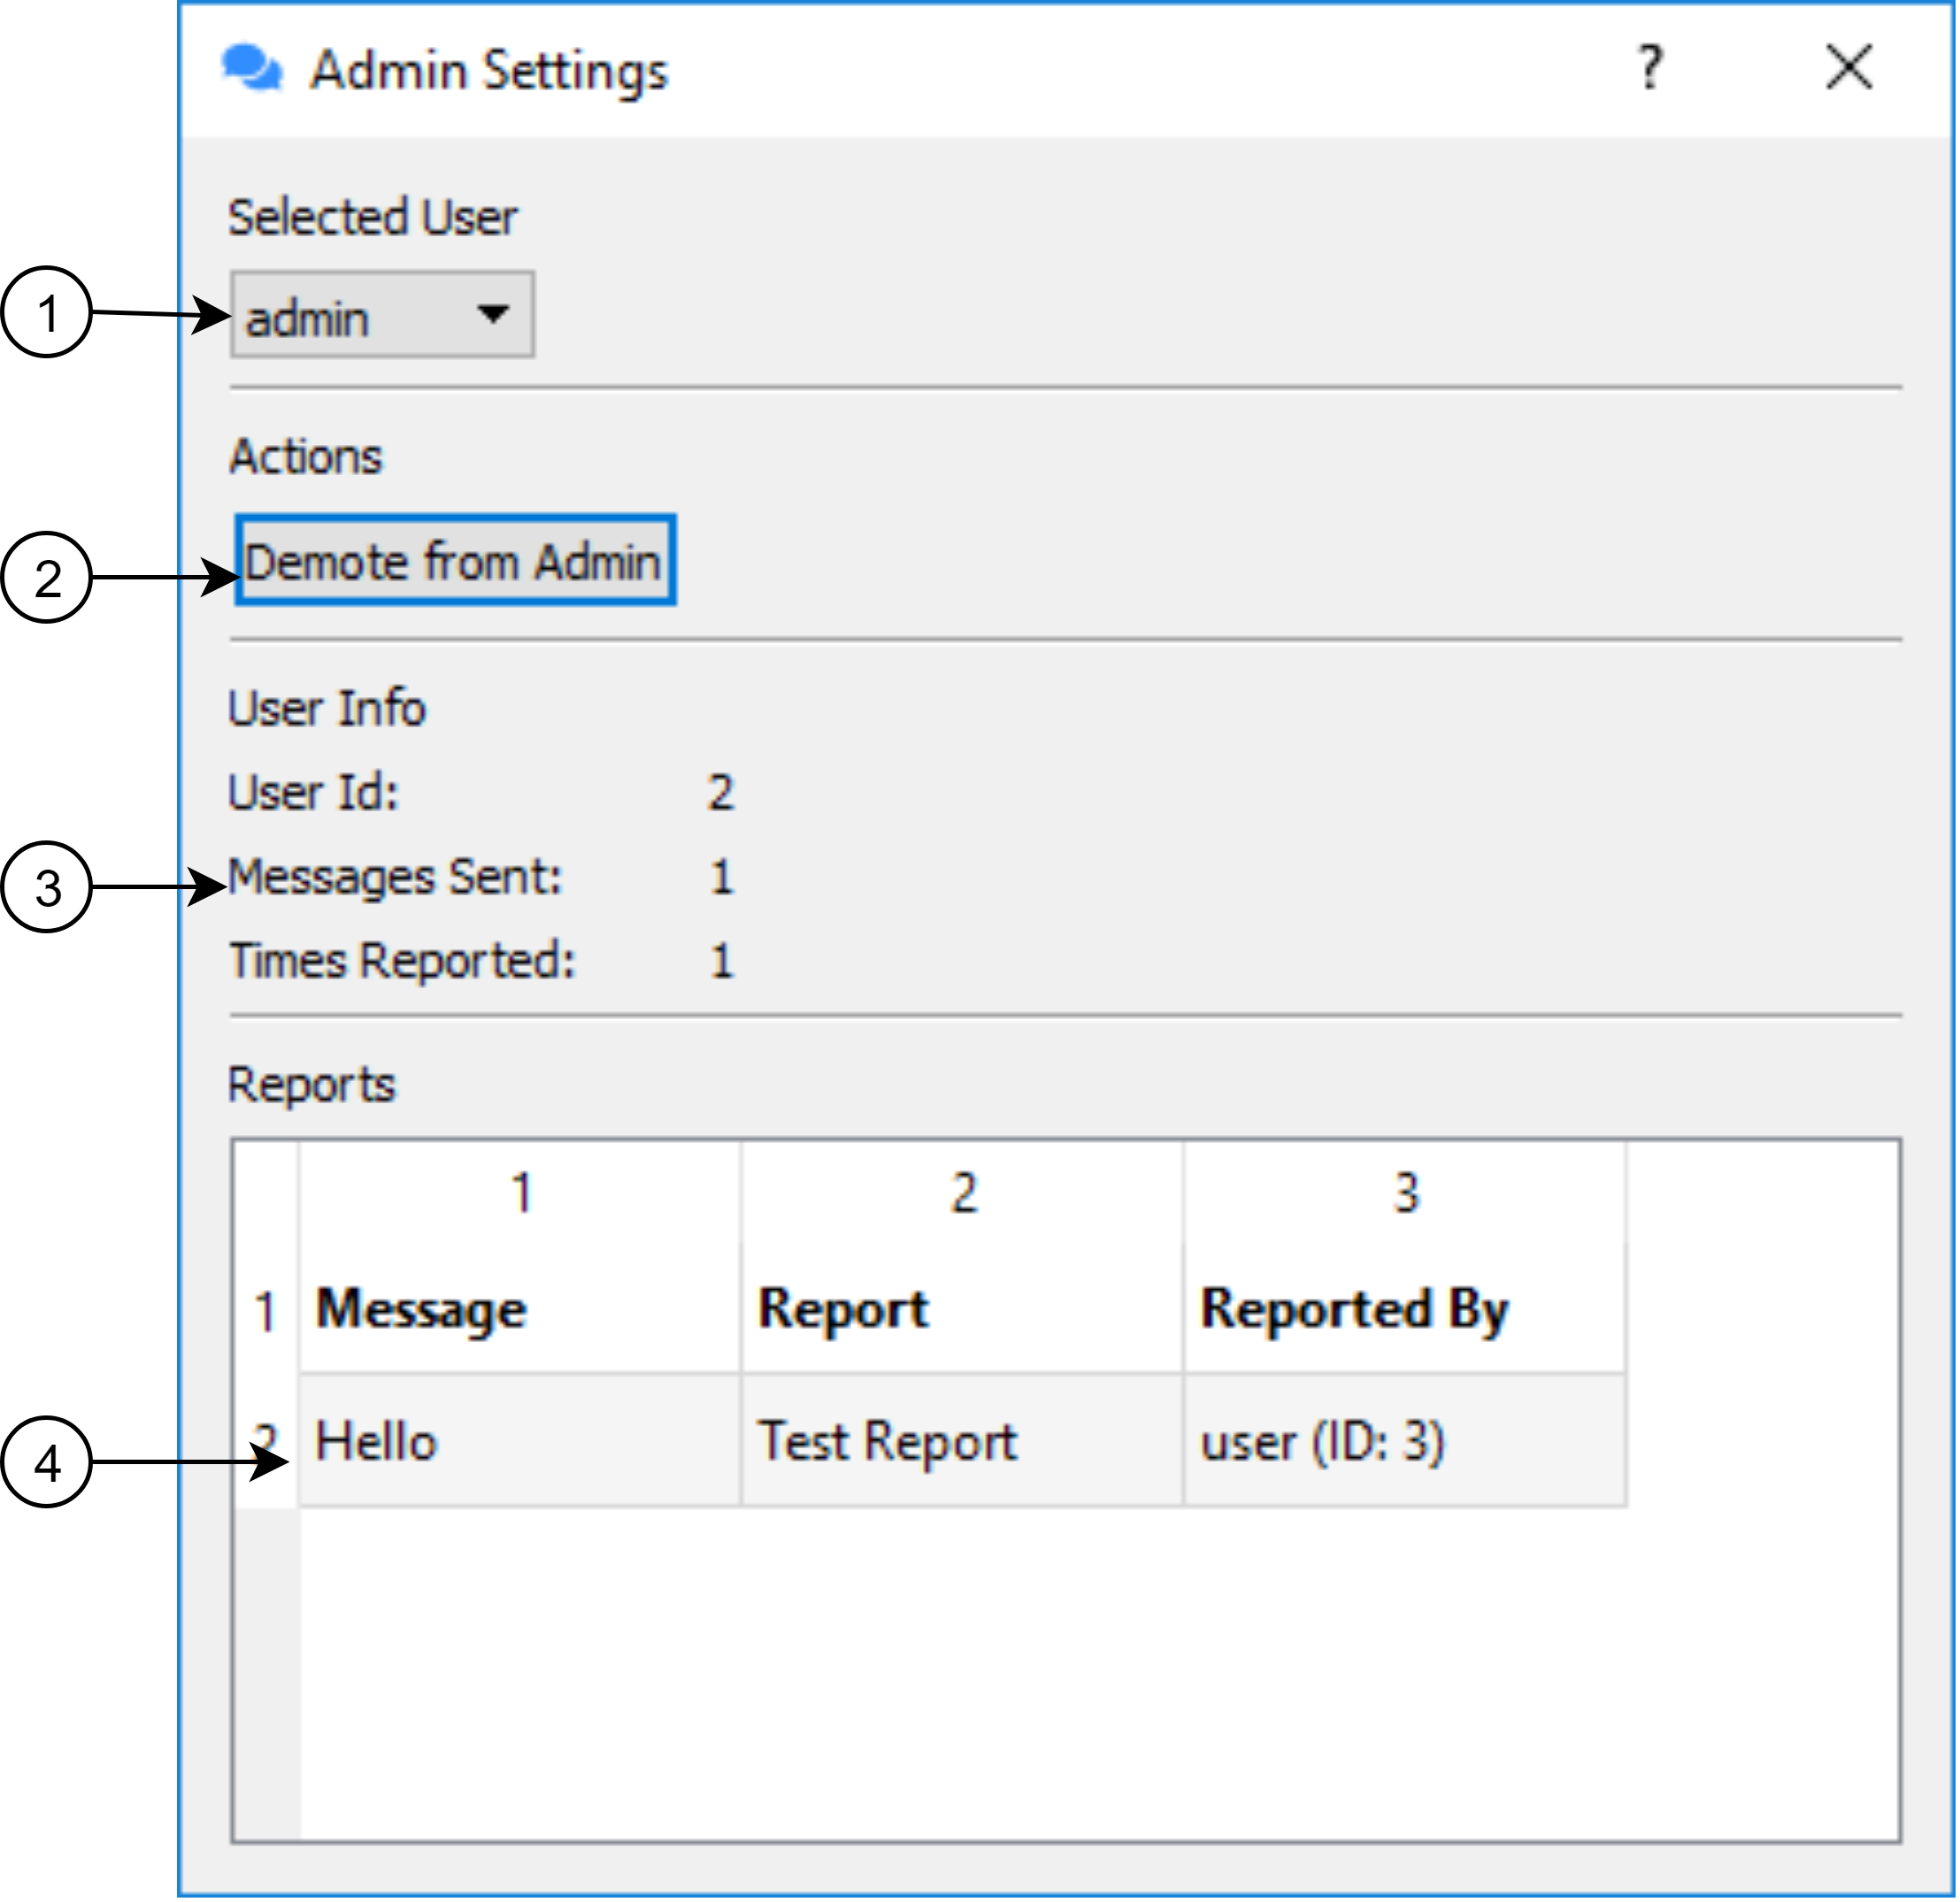 Admin Settings ?
Selected User
1 admin
Actions
2 Demote from Admin
User Info
User Id: 2
3 Messages Sent: 1
Times Reported: 1
Reports
1 2 3
1 Message Report Reported By
4 2 Hello Test Report user (ID: 3)